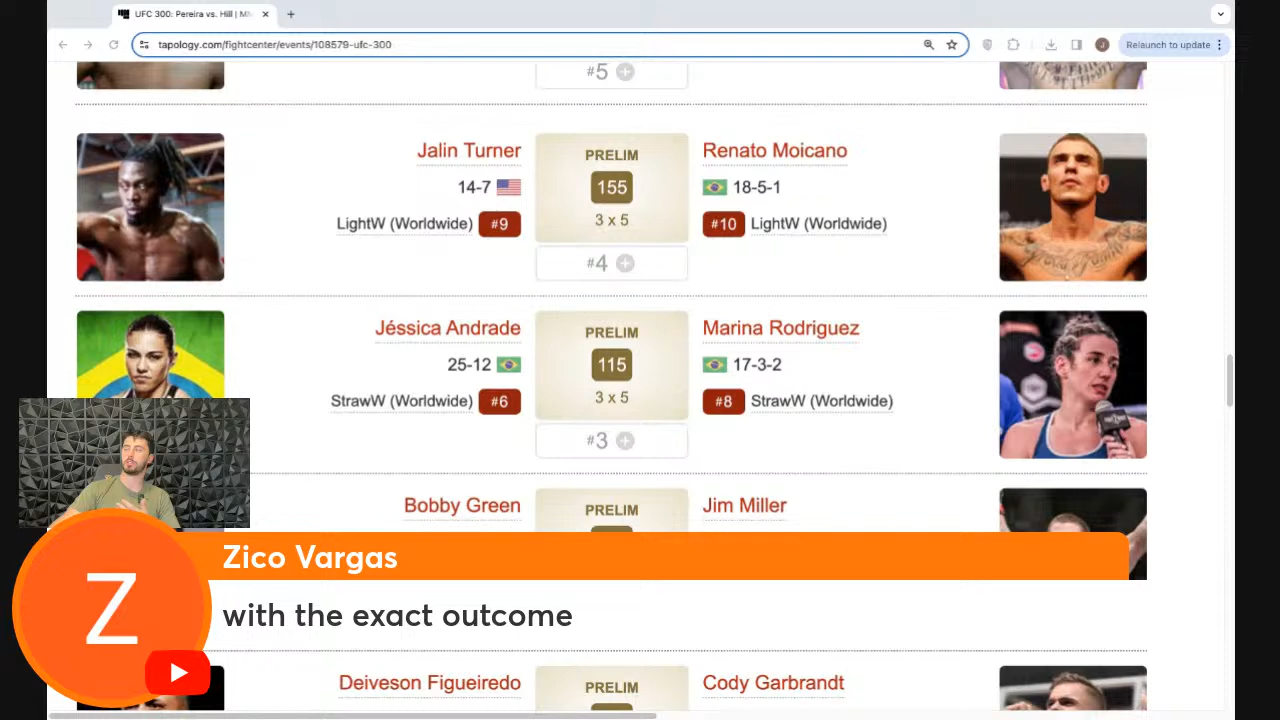 UFC 300: Pereira vs. Hill | MM
tapology.com/fightcenter/events/108579-ufc-300
J
Relaunch to update
#5
Jalin Turner
PRELIM
Renato Moicano
14-7
155
18-5-1
LightW (Worldwide) #9
3 x 5
#10 LightW (Worldwide)
#4
Jéssica Andrade
PRELIM
Marina Rodriguez
25-12
115
17-3-2
StrawW (Worldwide) #6
3 x 5
#8 StrawW (Worldwide)
#3
Bobby Green
PRELIM
Jim Miller
Zico Vargas
Z
with the exact outcome
Deiveson Figueiredo
PRELIM
Cody Garbrandt